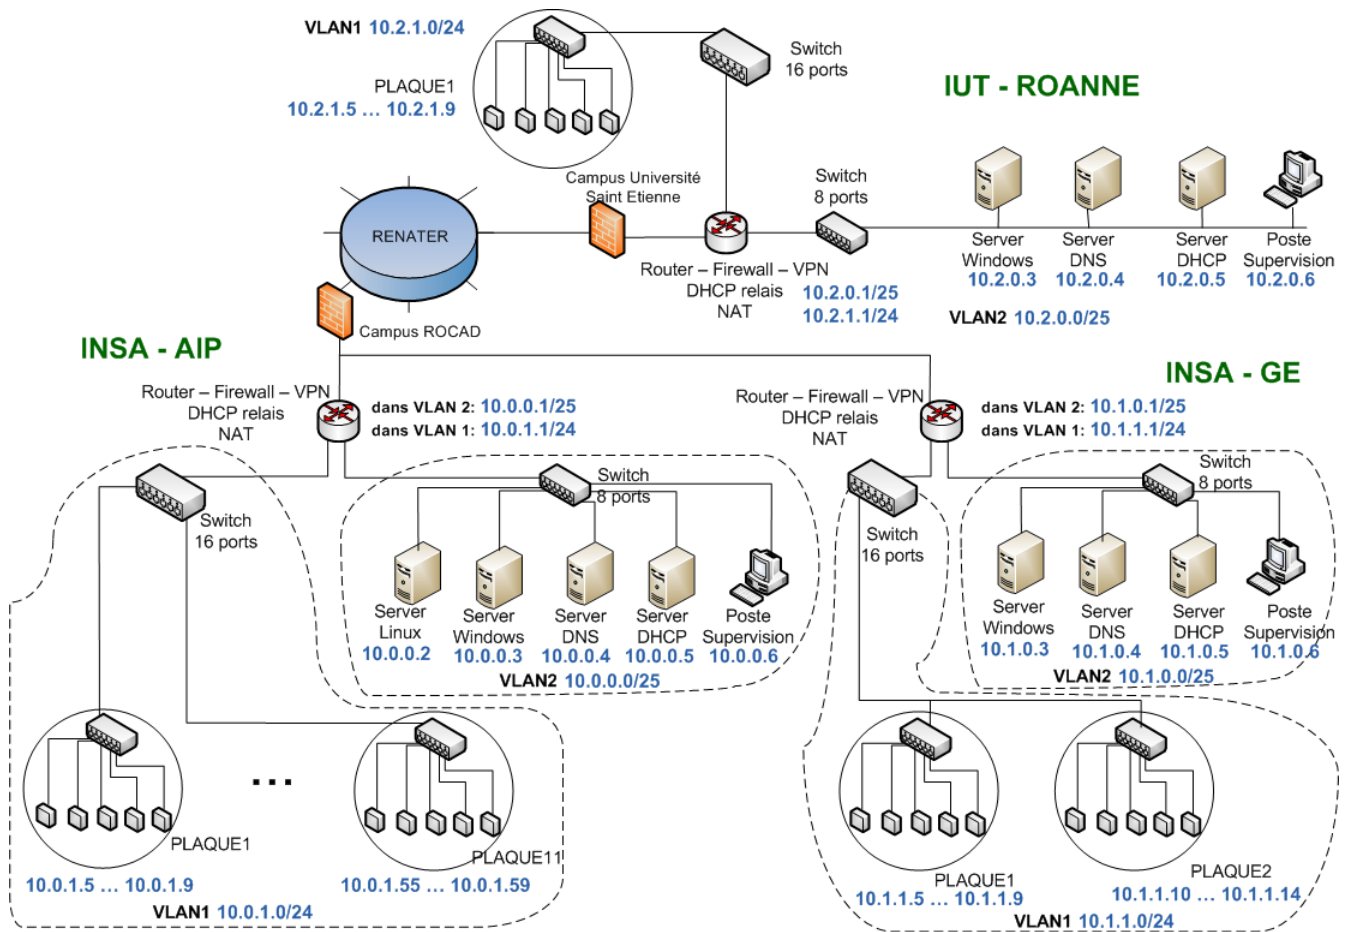 VLAN1 10.2.1.0/24
Switch
16 ports
PLAQUE1
10.2.1.5 ... 10.2.1.9
IUT - ROANNE
Campus Université
Saint Etienne
Switch
8 ports
RENATER
Router – Firewall – VPN
DHCP relais
NAT
10.2.0.1/25
10.2.1.1/24
Server
Windows
10.2.0.3
Server
DNS
10.2.0.4
Server
DHCP
10.2.0.5
Poste
Supervision
10.2.0.6
VLAN2 10.2.0.0/25
Campus ROCAD
INSA - AIP
Router – Firewall – VPN
DHCP relais
NAT
dans VLAN 2: 10.0.0.1/25
dans VLAN 1: 10.0.1.1/24
Switch
16 ports
Switch
8 ports
Server
Linux
10.0.0.2
Server
Windows
10.0.0.3
Server
DNS
10.0.0.4
Server
DHCP
10.0.0.5
Poste
Supervision
10.0.0.6
VLAN2 10.0.0.0/25
...
PLAQUE1
10.0.1.5 ... 10.0.1.9
PLAQUE11
10.0.1.55 ... 10.0.1.59
VLAN1 10.0.1.0/24
INSA - GE
Router – Firewall – VPN
DHCP relais
NAT
dans VLAN 2: 10.1.0.1/25
dans VLAN 1: 10.1.1.1/24
Switch
16 ports
Switch
8 ports
Server
Windows
10.1.0.3
Server
DNS
10.1.0.4
Server
DHCP
10.1.0.5
Poste
Supervision
10.1.0.6
VLAN2 10.1.0.0/25
PLAQUE1
10.1.1.5 ... 10.1.1.9
PLAQUE2
10.1.1.10 ... 10.1.1.14
VLAN1 10.1.1.0/24